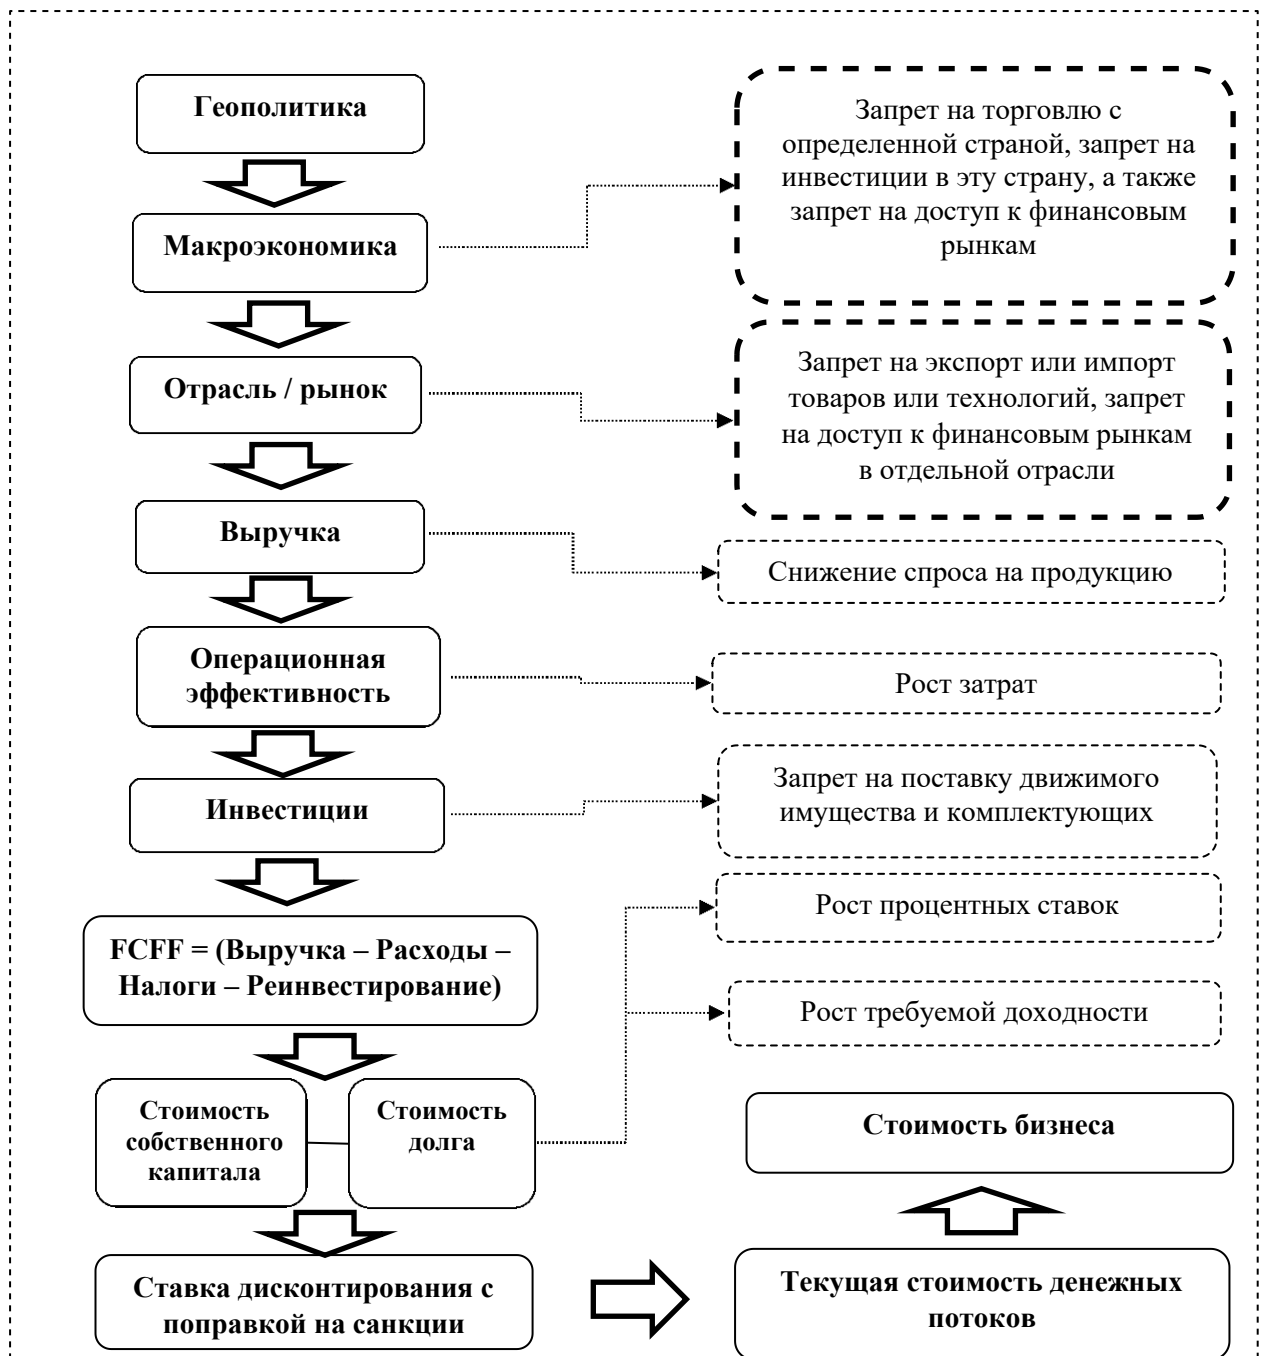 Геополитика
Запрет на торговлю с
определенной страной, запрет на
инвестиции в эту страну, а также
запрет на доступ к финансовым
рынкам
Макроэкономика
Отрасль / рынок
Запрет на экспорт или импорт
товаров или технологий, запрет
на доступ к финансовым рынкам
в отдельной отрасли
Выручка
Снижение спроса на продукцию
Операционная
эффективность
Рост затрат
Инвестиции
Запрет на поставку движимого
имущества и комплектующих
Рост процентных ставок
FCFF = (Выручка – Расходы –
Налоги – Реинвестирование)
Рост требуемой доходности
Стоимость
собственного
капитала
Стоимость
долга
Стоимость бизнеса
Ставка дисконтирования с
поправкой на санкции
Текущая стоимость денежных
потоков